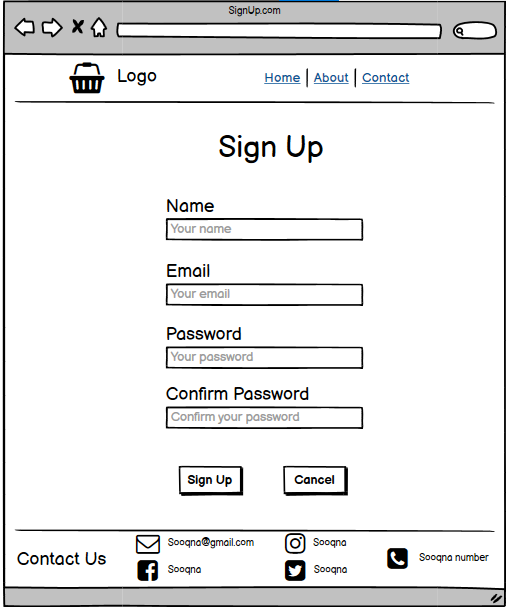 SignUp.com
Logo
Home | About | Contact
Sign Up
Name
Your name
Email
Your email
Password
Your password
Confirm Password
Confirm your password
Sign Up
Cancel
Contact Us
Sooqna@gmail.com
Sooqna
Sooqna
Sooqna
Sooqna number